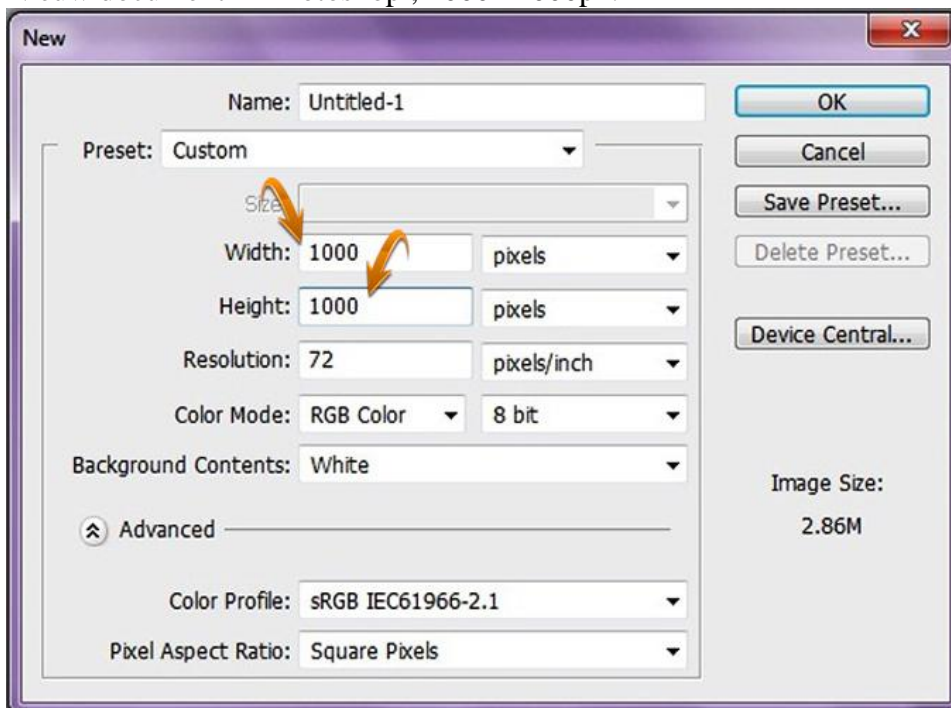 New
Name: Untitled-1
OK
Preset: Custom
Cancel
Size
Save Preset...
Width: 1000 pixels
Delete Preset...
Height: 1000 pixels
Device Central...
Resolution: 72 pixels/inch
Color Mode: RGB Color 8 bit
Background Contents: White
Image Size:
2.86M
Advanced
Color Profile: sRGB IEC61966-2.1
Pixel Aspect Ratio: Square Pixels